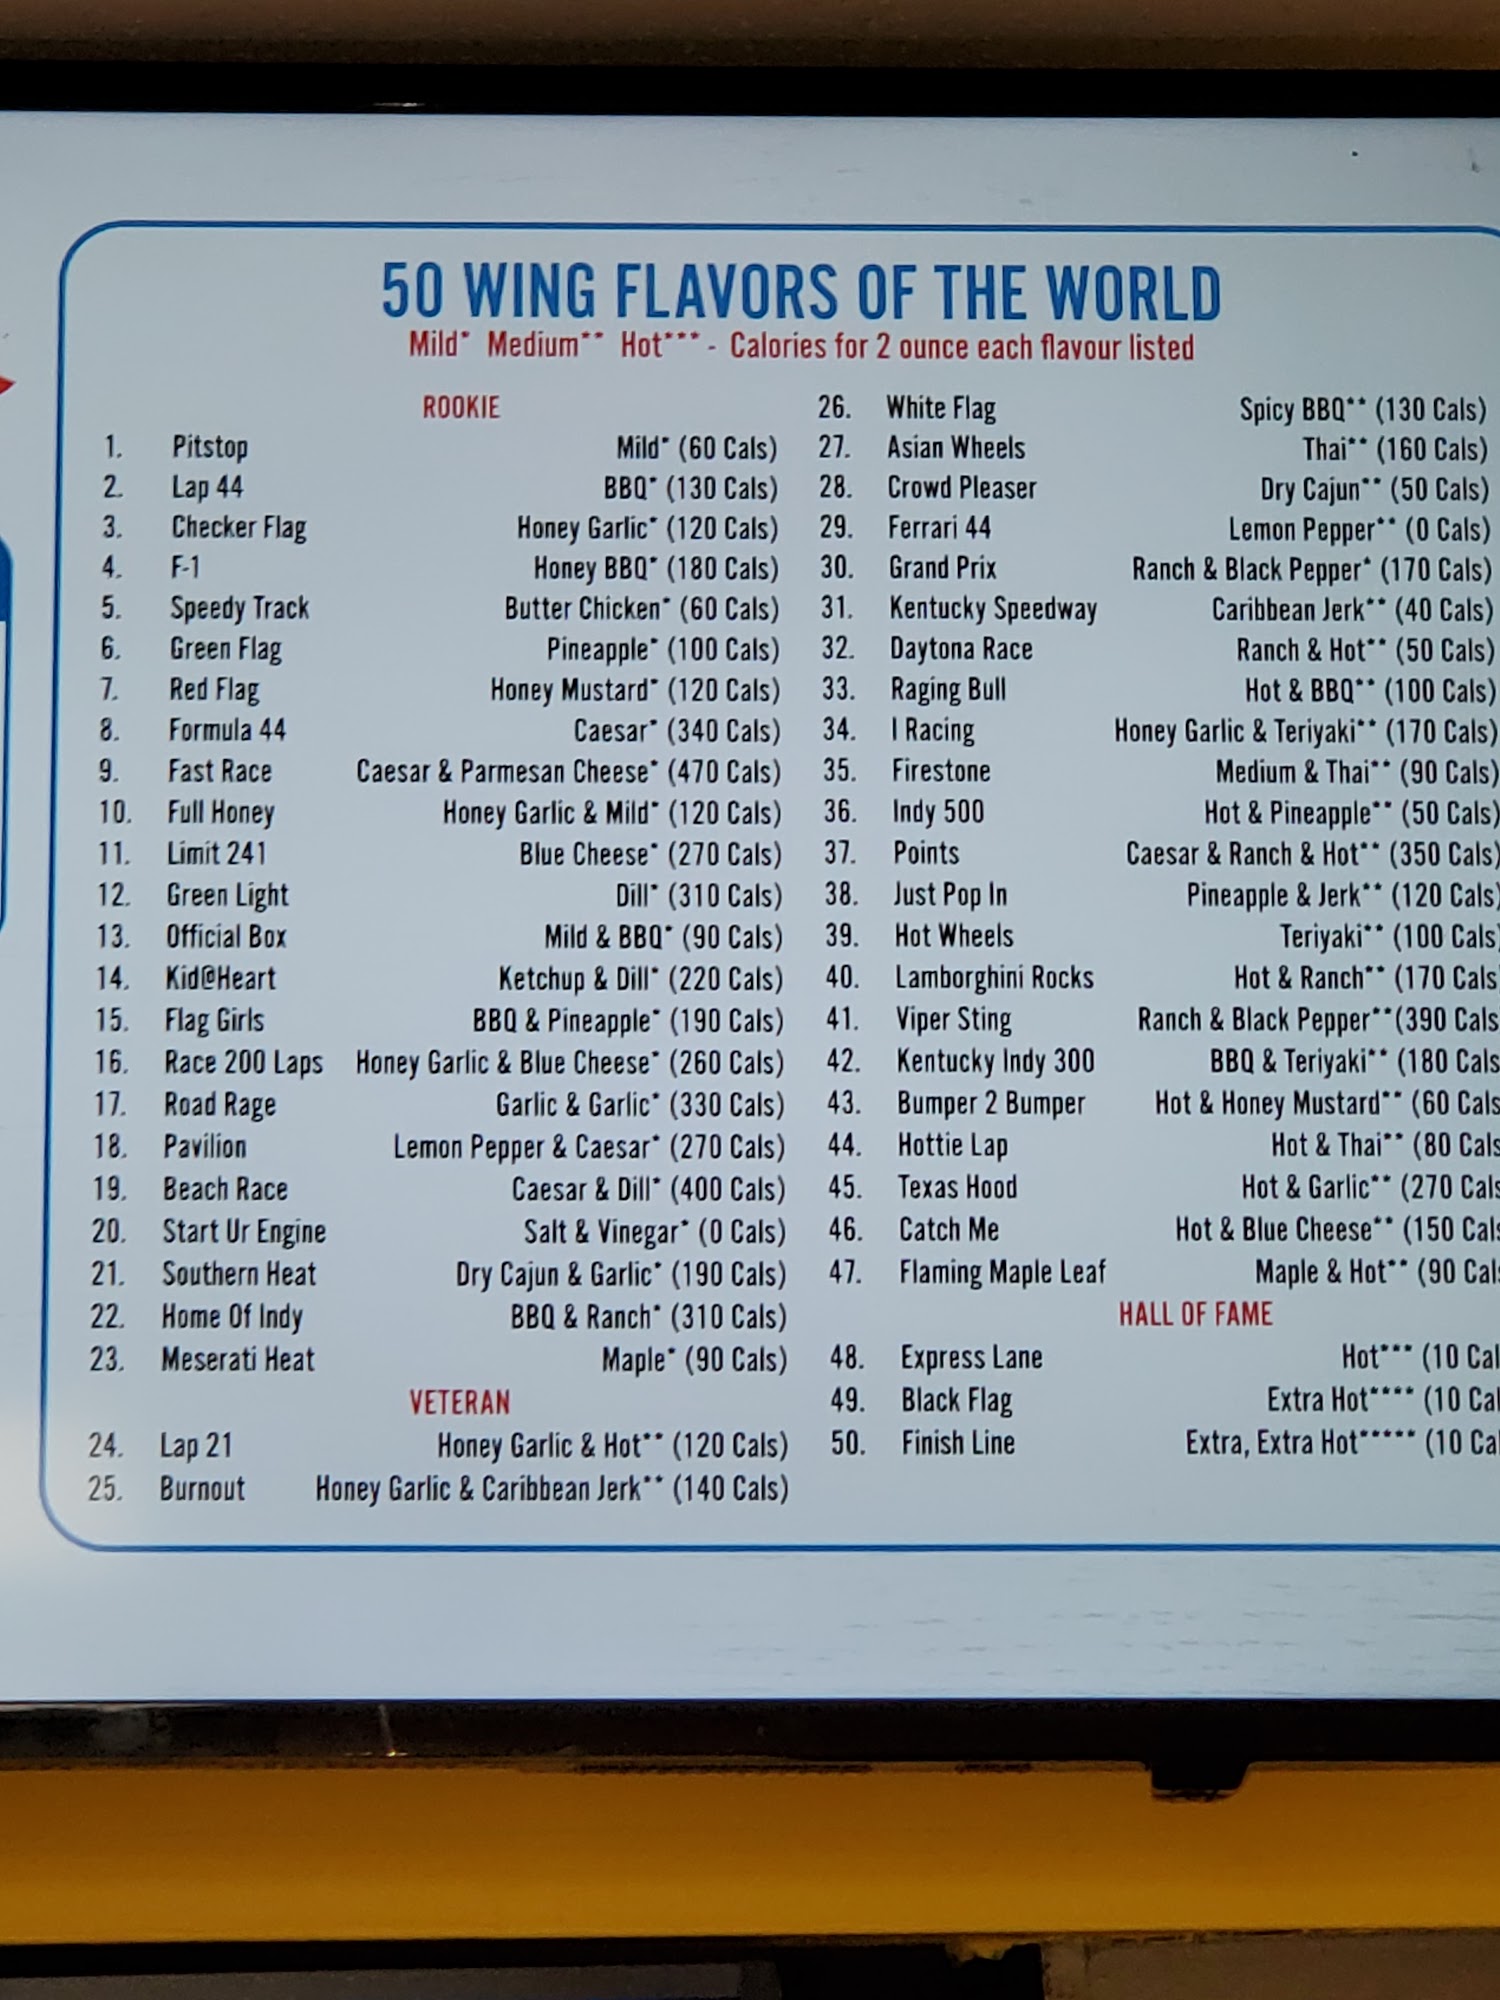 50 WING FLAVORS OF THE WORLD
Mild* Medium** Hot*** - Calories for 2 ounce each flavour listed
ROOKIE
1. Pitstop Mild* (60 Cals)
2. Lap 44 BBQ* (130 Cals)
3. Checker Flag Honey Garlic* (120 Cals)
4. F-1 Honey BBQ* (180 Cals)
5. Speedy Track Butter Chicken* (60 Cals)
6. Green Flag Pineapple* (100 Cals)
7. Red Flag Honey Mustard* (120 Cals)
8. Formula 44 Caesar* (340 Cals)
9. Fast Race Caesar & Parmesan Cheese* (470 Cals)
10. Full Honey Honey Garlic & Mild* (120 Cals)
11. Limit 241 Blue Cheese* (270 Cals)
12. Green Light Dill* (310 Cals)
13. Official Box Mild & BBQ* (90 Cals)
14. Kid@Heart Ketchup & Dill* (220 Cals)
15. Flag Girls BBQ & Pineapple* (190 Cals)
16. Race 200 Laps Honey Garlic & Blue Cheese* (260 Cals)
17. Road Rage Garlic & Garlic* (330 Cals)
18. Pavilion Lemon Pepper & Caesar* (270 Cals)
19. Beach Race Caesar & Dill* (400 Cals)
20. Start Ur Engine Salt & Vinegar* (0 Cals)
21. Southern Heat Dry Cajun & Garlic* (190 Cals)
22. Home Of Indy BBQ & Ranch* (310 Cals)
23. Meserati Heat Maple* (90 Cals)
VETERAN
24. Lap 21 Honey Garlic & Hot** (120 Cals)
25. Burnout Honey Garlic & Caribbean Jerk** (140 Cals)
26. White Flag Spicy BBQ** (130 Cals)
27. Asian Wheels Thai** (160 Cals)
28. Crowd Pleaser Dry Cajun** (50 Cals)
29. Ferrari 44 Lemon Pepper** (0 Cals)
30. Grand Prix Ranch & Black Pepper* (170 Cals)
31. Kentucky Speedway Caribbean Jerk** (40 Cals)
32. Daytona Race Ranch & Hot** (50 Cals)
33. Raging Bull Hot & BBQ** (100 Cals)
34. I Racing Honey Garlic & Teriyaki** (170 Cals)
35. Firestone Medium & Thai** (90 Cals)
36. Indy 500 Hot & Pineapple** (50 Cals)
37. Points Caesar & Ranch & Hot** (350 Cals)
38. Just Pop In Pineapple & Jerk** (120 Cals)
39. Hot Wheels Teriyaki** (100 Cals)
40. Lamborghini Rocks Hot & Ranch** (170 Cals
41. Viper Sting Ranch & Black Pepper**(390 Cals
42. Kentucky Indy 300 BBQ & Teriyaki** (180 Cals
43. Bumper 2 Bumper Hot & Honey Mustard** (60 Cals
44. Hottie Lap Hot & Thai** (80 Cals
45. Texas Hood Hot & Garlic** (270 Cals
46. Catch Me Hot & Blue Cheese** (150 Cals
47. Flaming Maple Leaf Maple & Hot** (90 Cals
HALL OF FAME
48. Express Lane Hot*** (10 Cal
49. Black Flag Extra Hot**** (10 Cal
50. Finish Line Extra, Extra Hot***** (10 Ca